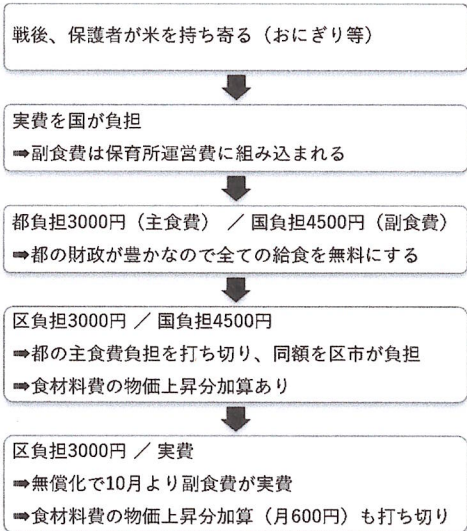 戦後、保護者が米を持ち寄る（おにぎり等）
実費を国が負担
➡副食費は保育所運営費に組み込まれる
都負担3000円（主食費） ／ 国負担4500円（副食費）
➡都の財政が豊かなので全ての給食を無料にする
区負担3000円 ／ 国負担4500円
➡都の主食費負担を打ち切り、同額を区市が負担
➡食材料費の物価上昇分加算あり
区負担3000円 ／ 実費
➡無償化で10月より副食費が実費
➡食材料費の物価上昇分加算（月600円）も打ち切り